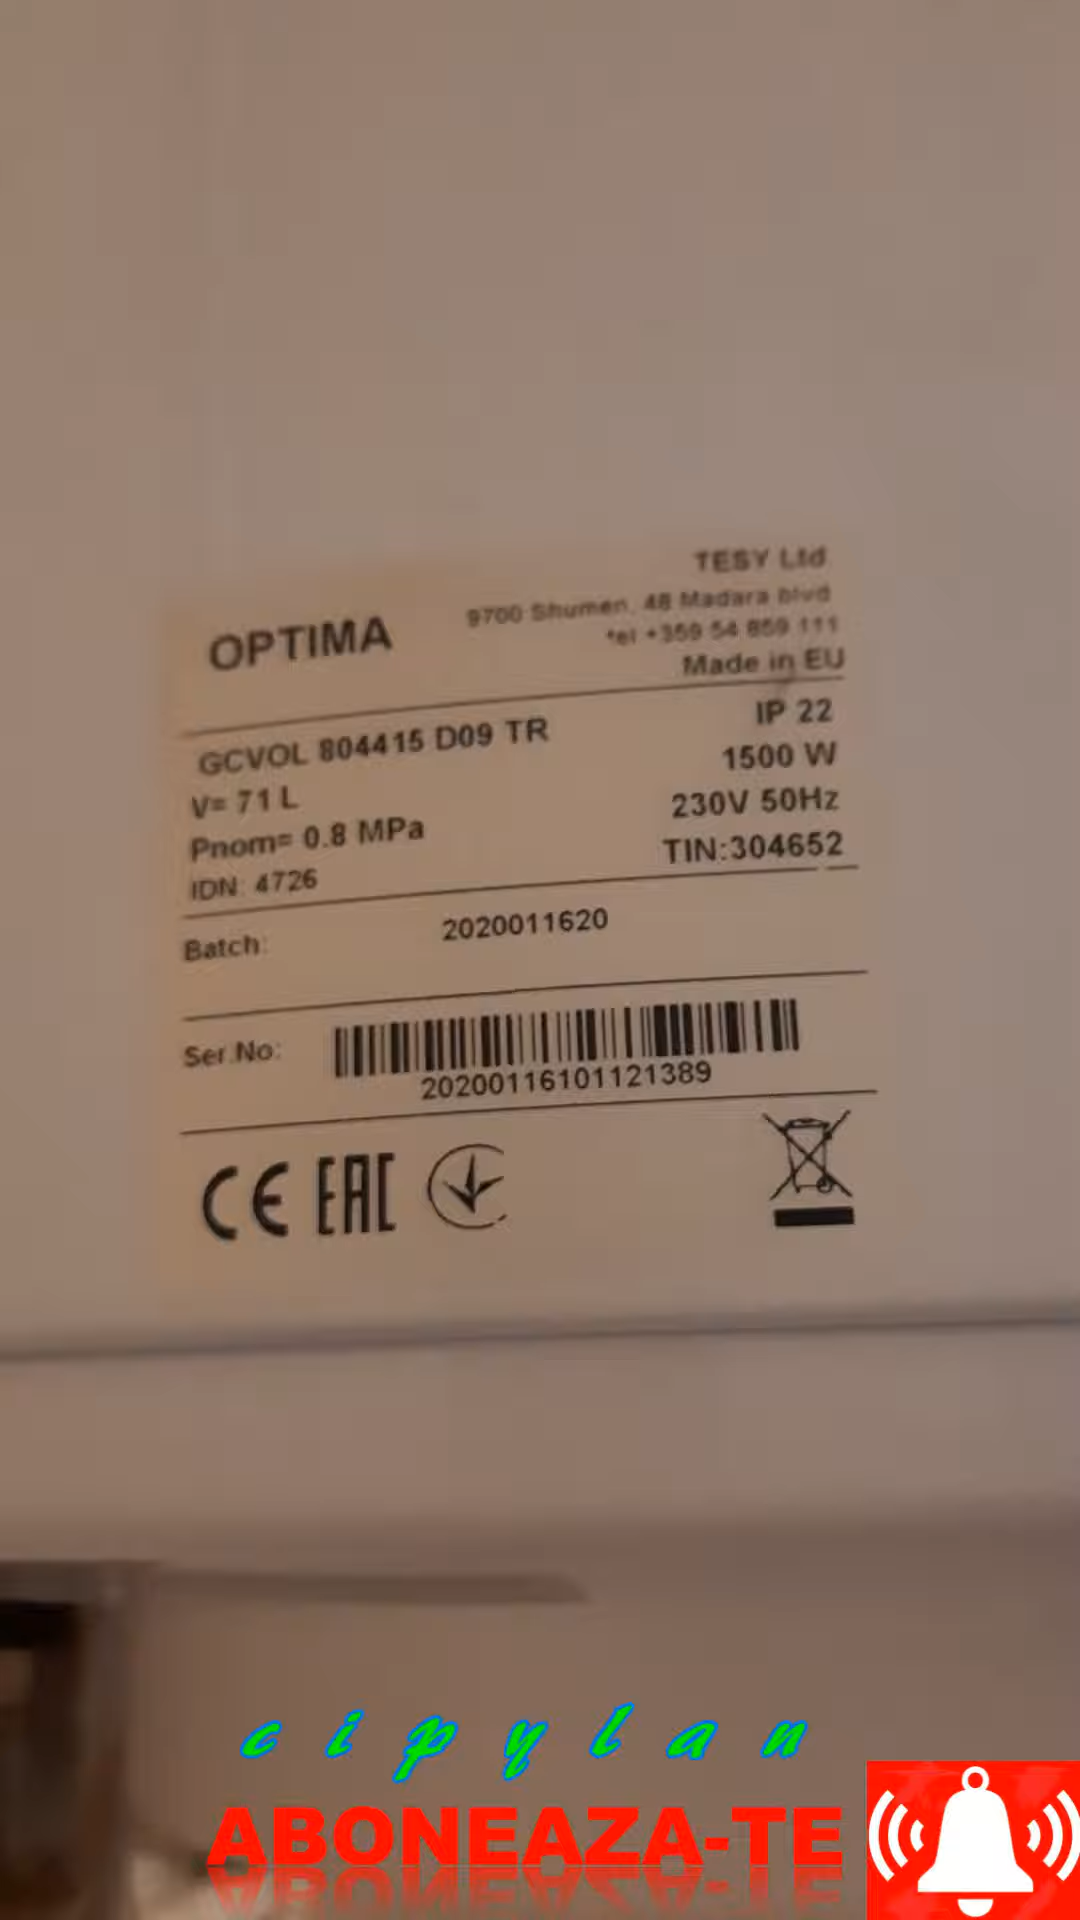 TESY Ltd.
9700 Shumen, 48 Madara blvd
OPTIMA
tel +359 54 859 111
Made in EU
GCVOL 804415 D09 TR
IP 22
V= 71 L
1500 W
Pnom= 0.8 MPa
230V 50Hz
IDN: 4726
TIN:304652
Batch: 2020011620
Ser.No:
20200116101121389
CE EAC
cipylan
ABONEAZA-TE